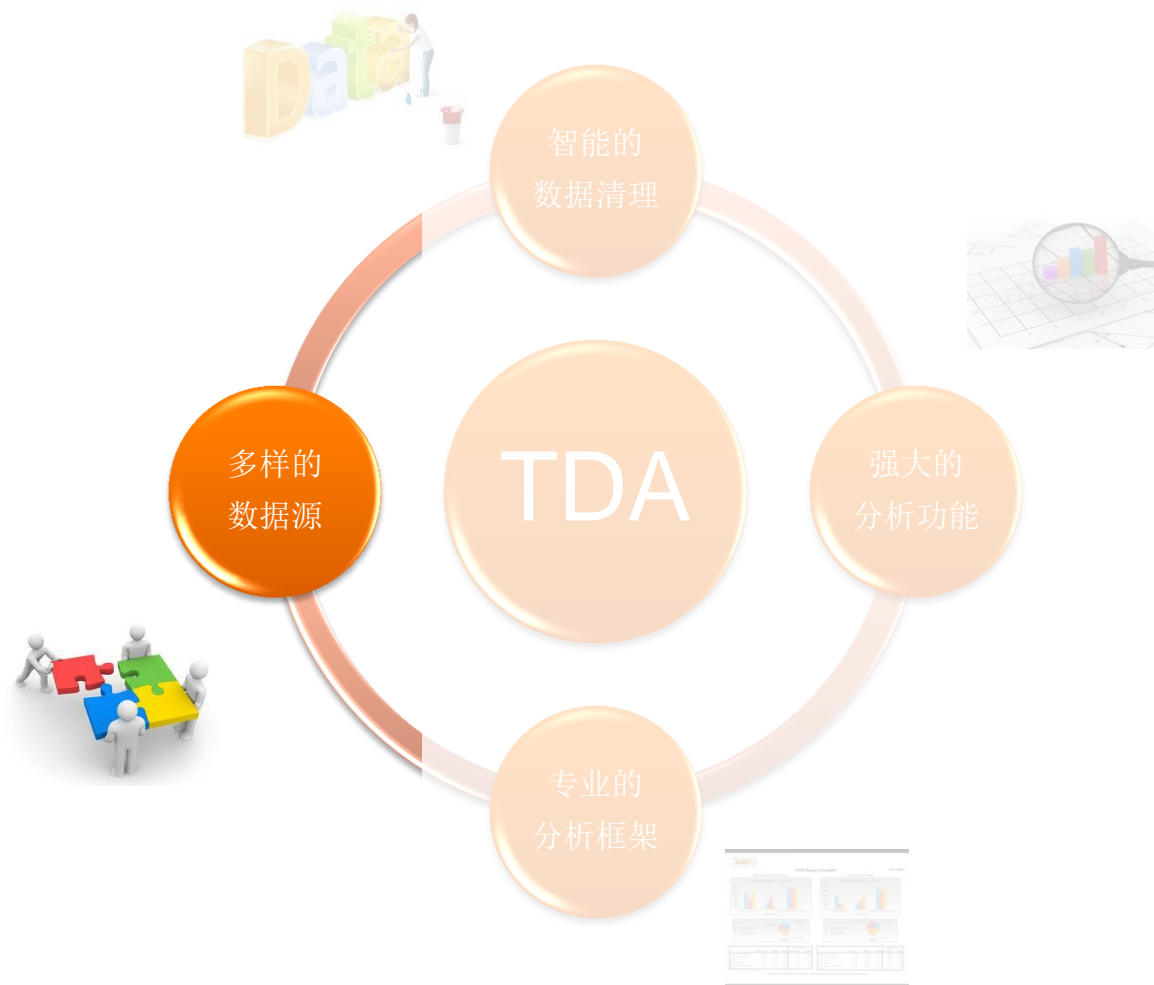 Data
智能的
数据清理
多样的
数据源
TDA
强大的
分析功能
专业的
分析框架